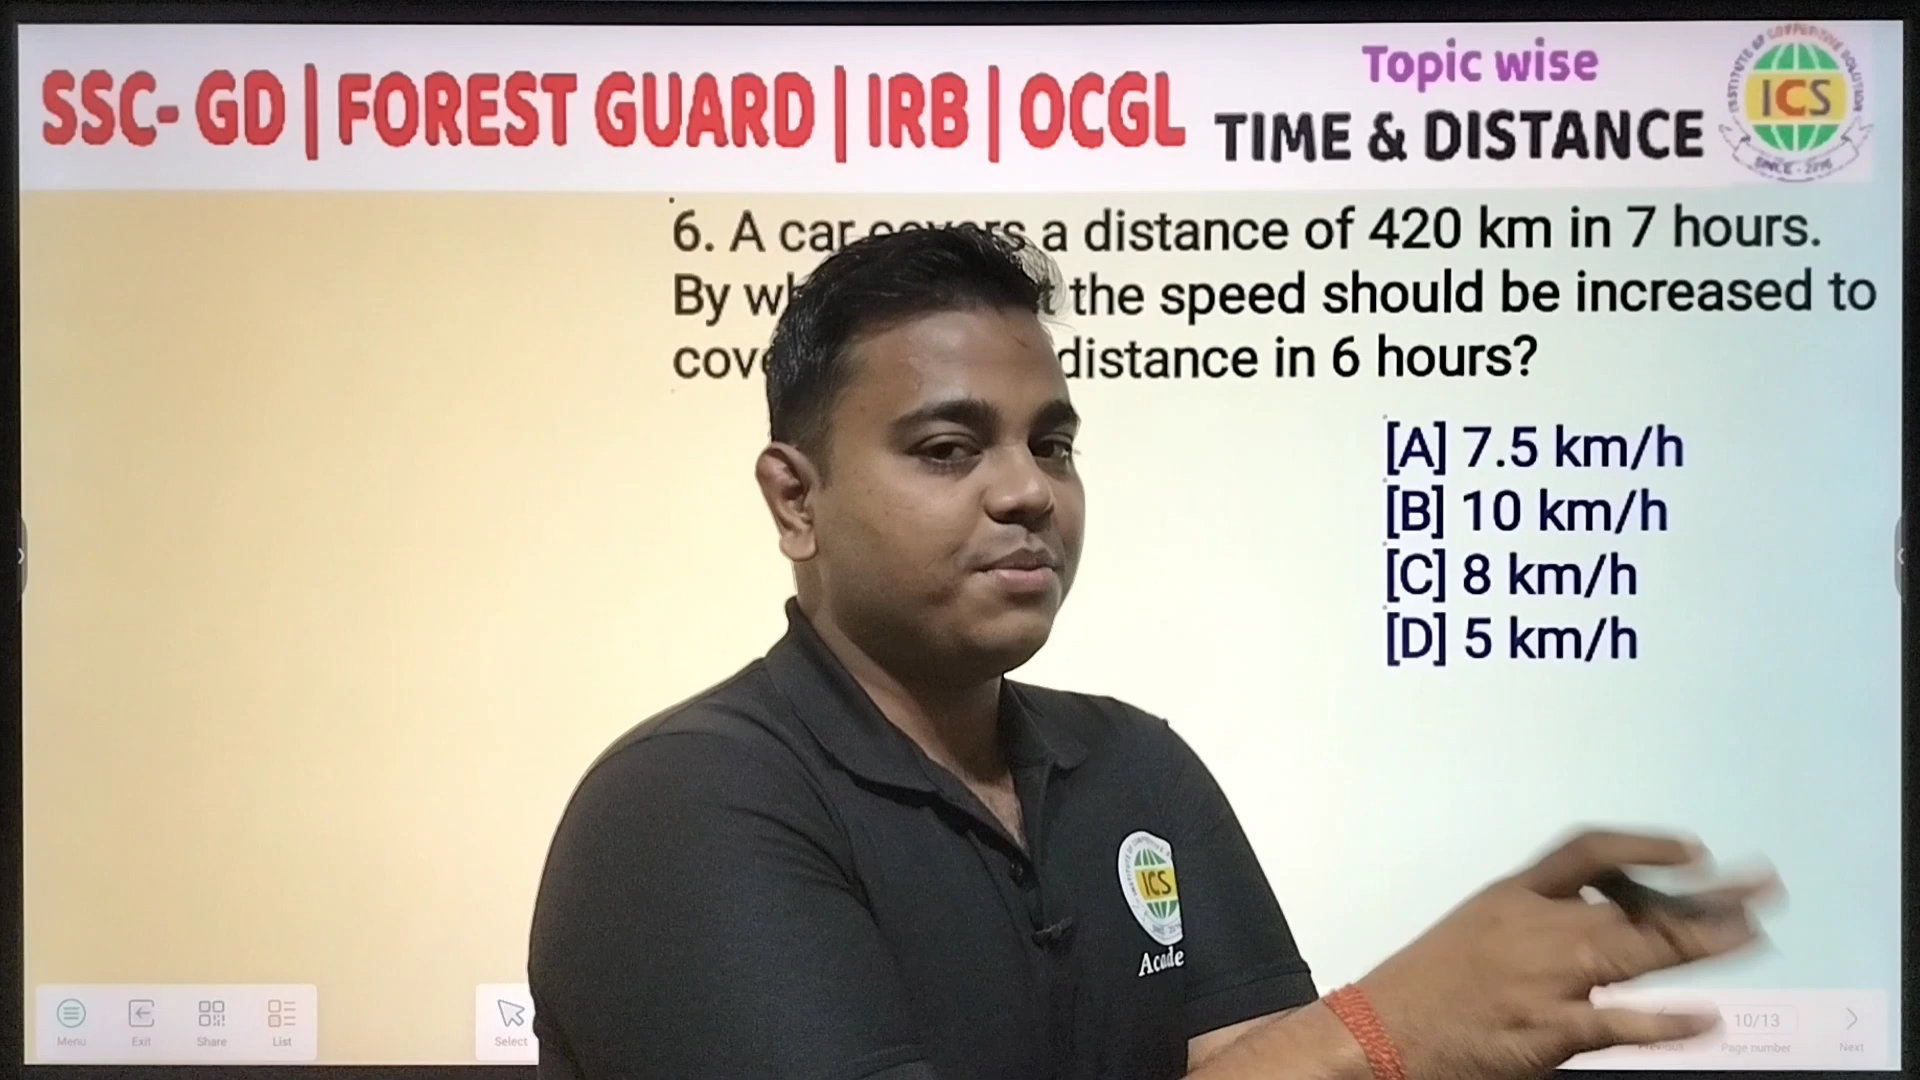 SSC- GD | FOREST GUARD | IRB | OCGL
Topic wise
TIME & DISTANCE
ICS
6. A car covers a distance of 420 km in 7 hours.
By the speed should be increased to
distance in 6 hours?
[A] 7.5 km/h
[B] 10 km/h
[C] 8 km/h
[D] 5 km/h
ICS
Menu
Exit
Share
List
Select
10/13
Previous
Page number
Next